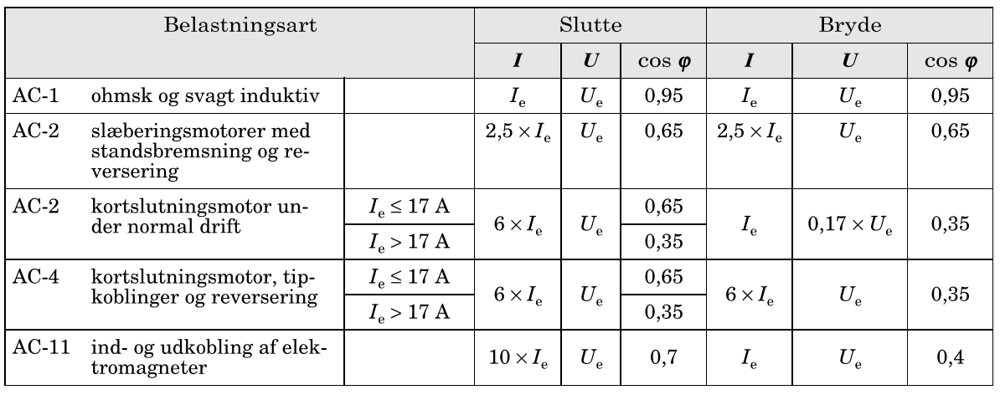 Belastningsart Slutte Bryde
I U cos φ I U cos φ
AC-1 ohmsk og svagt induktiv Iₑ Uₑ 0,95 Iₑ Uₑ 0,95
AC-2 slæberingsmotorer med 2,5 × Iₑ Uₑ 0,65 2,5 × Iₑ Uₑ 0,65
standsbremsning og re-
versering
AC-2 kortslutningsmotor un- Iₑ ≤ 17 A 0,65
der normal drift 6 × Iₑ Uₑ Iₑ 0,17 × Uₑ 0,35
Iₑ > 17 A 0,35
AC-4 kortslutningsmotor, tip- Iₑ ≤ 17 A 0,65
koblinger og reversering 6 × Iₑ Uₑ 6 × Iₑ Uₑ 0,35
Iₑ > 17 A 0,35
AC-11 ind- og udkobling af elek- 10 × Iₑ Uₑ 0,7 Iₑ Uₑ 0,4
tromagneter